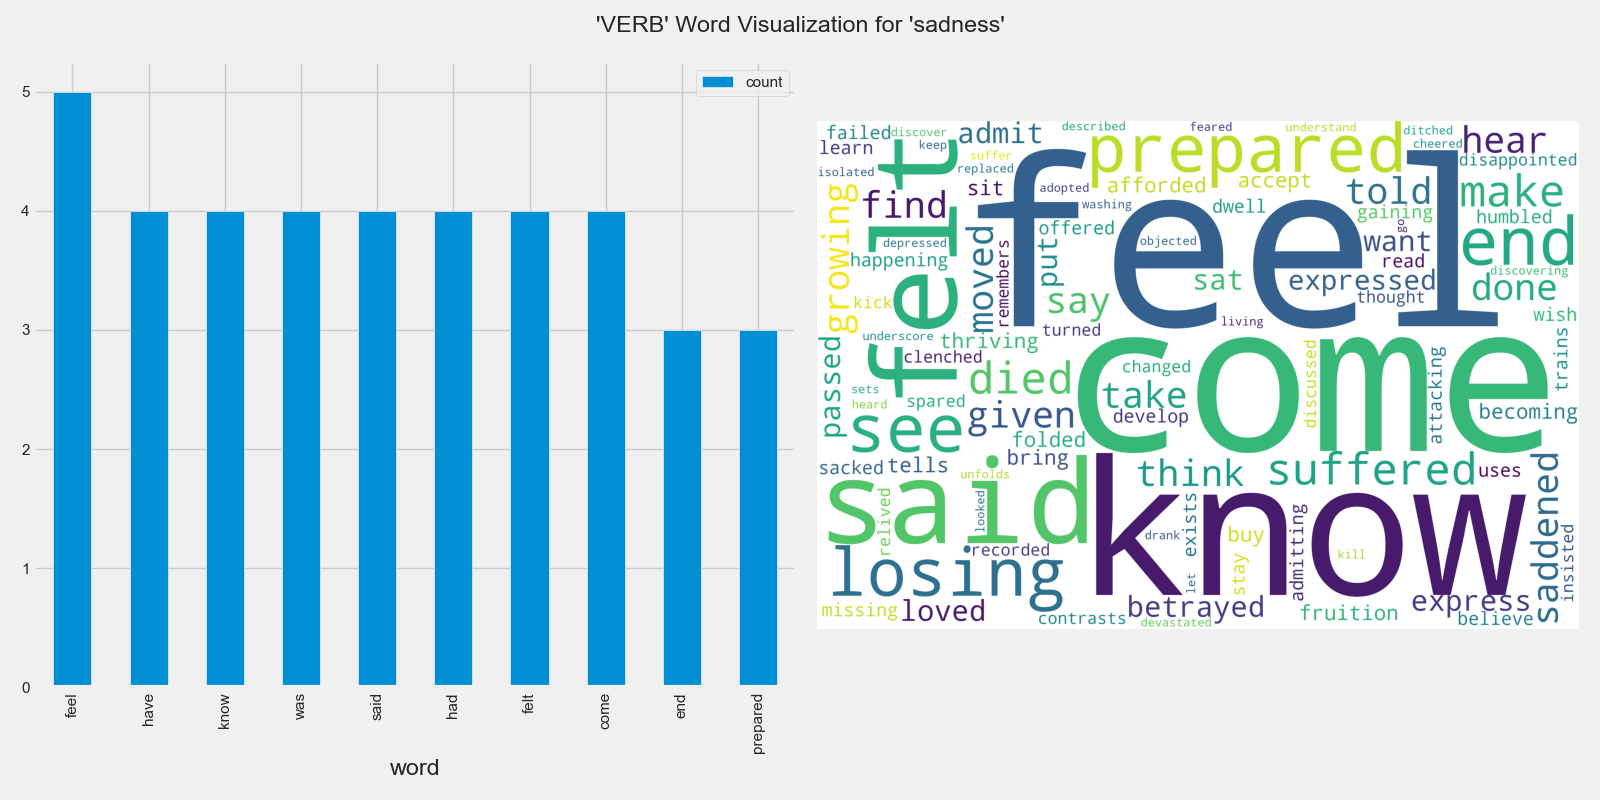 'VERB' Word Visualization for 'sadness'
count
5
4
3
2
1
0
feel
have
know
was
said
had
felt
come
end
prepared
word
failed discover admit described feared understand ditched hear
learn keep prepared cheered
isolated suffer replaced sit adopted afforded accept told disappointed
felt feel make
growing find washing dwell gaining humbled
depressed moved remembers offered objected go want end
happening put read discovering
kick say sat expressed done
thought wish
underscore thriving turned living
passed clenched trains
sets died changed come discussed attacking
heard spared take
see given develop becoming
folded
sacked tells bring think suffered uses
unfolds
said relived looked know saddened
drank exists buy admitting kill insisted
losing recorded let stay
missing loved betrayed fruition express
contrasts devastated believe